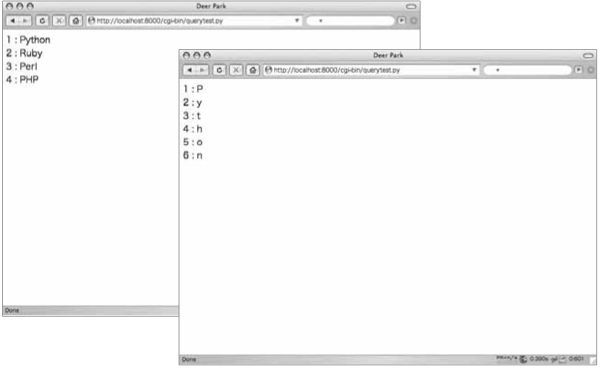 Deer Park
http://localhost:8000/cgi-bin/querytest.py
1 : Python
2 : Ruby
3 : Perl
4 : PHP
Done
Deer Park
http://localhost:8000/cgi-bin/querytest.py
1 : P
2 : y
3 : t
4 : h
5 : o
6 : n
Done
0.390s
0:601